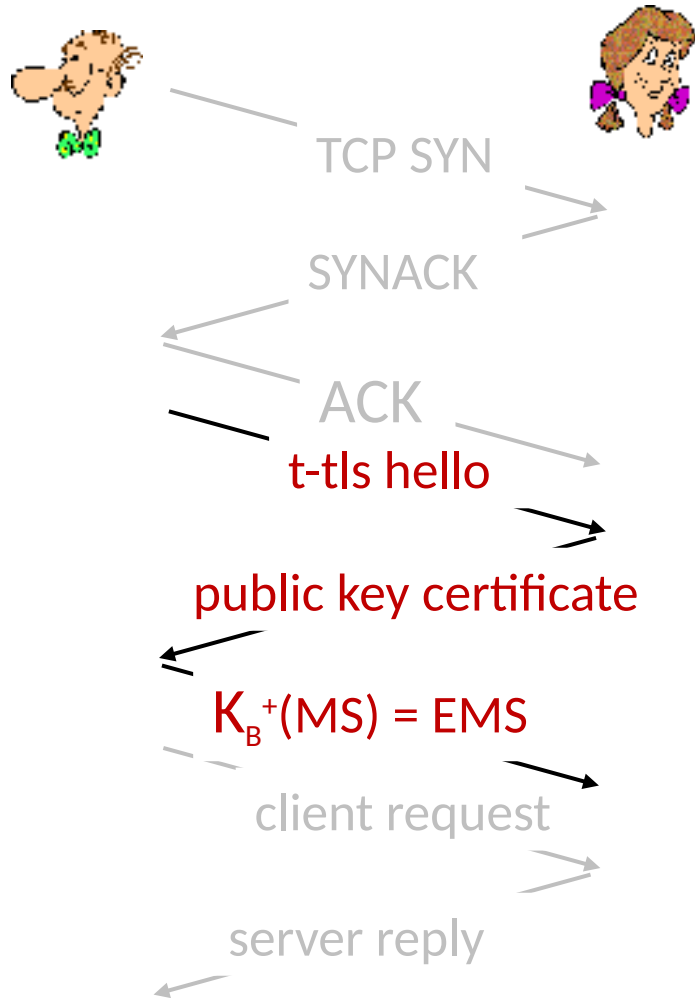 TCP SYN
SYNACK
ACK
t-tls hello
public key certificate
K_B⁺(MS) = EMS
client request
server reply